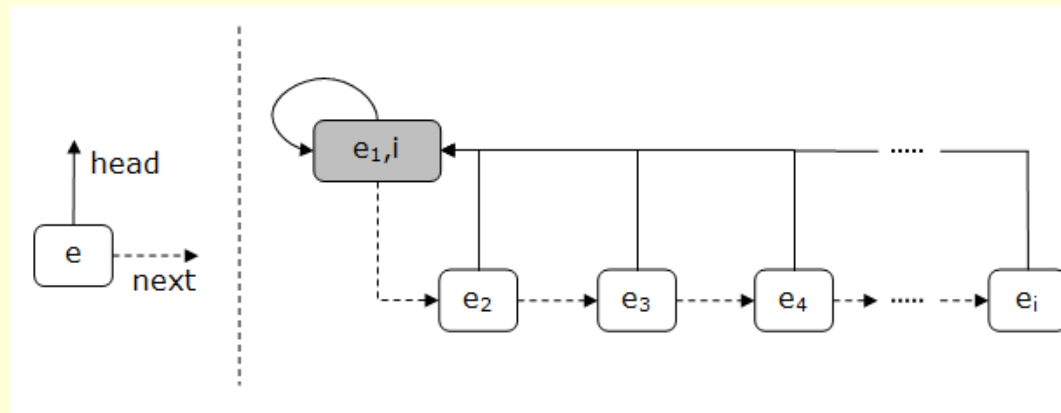 head
e
next
e₁,i
.....
e₂
e₃
e₄
.....
eᵢ